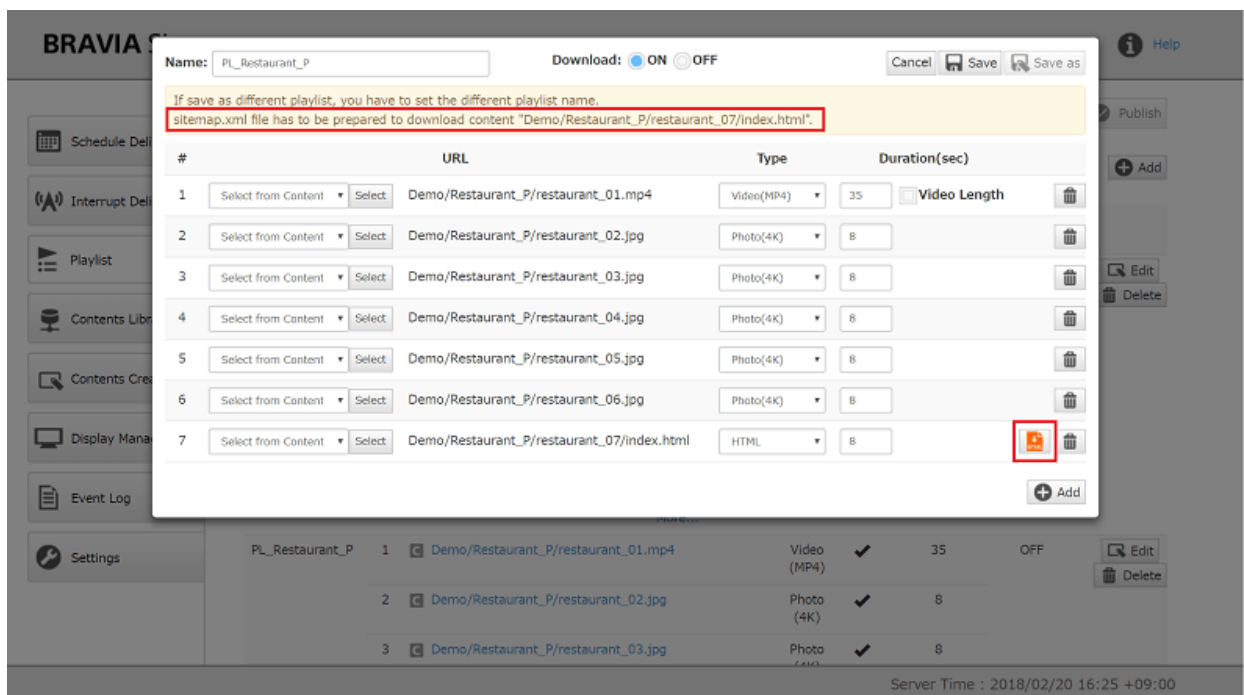 BRAVIA
Help
Name: PL_Restaurant_P Download: ON OFF Cancel Save Save as
If save as different playlist, you have to set the different playlist name.
sitemap.xml file has to be prepared to download content "Demo/Restaurant_P/restaurant_07/index.html".
Publish
Add
Schedule Deli
Interrupt Deli
Playlist
Contents Libr
Contents Crea
Display Mana
Event Log
Settings
# URL Type Duration(sec)
1 Select from Content Select Demo/Restaurant_P/restaurant_01.mp4 Video(MP4) 35 Video Length
2 Select from Content Select Demo/Restaurant_P/restaurant_02.jpg Photo(4K) 8
3 Select from Content Select Demo/Restaurant_P/restaurant_03.jpg Photo(4K) 8
4 Select from Content Select Demo/Restaurant_P/restaurant_04.jpg Photo(4K) 8
5 Select from Content Select Demo/Restaurant_P/restaurant_05.jpg Photo(4K) 8
6 Select from Content Select Demo/Restaurant_P/restaurant_06.jpg Photo(4K) 8
7 Select from Content Select Demo/Restaurant_P/restaurant_07/index.html HTML 8
Add
Edit
Delete
More...
PL_Restaurant_P 1 Demo/Restaurant_P/restaurant_01.mp4 Video 35 OFF Edit
(MP4) Delete
2 Demo/Restaurant_P/restaurant_02.jpg Photo 8
(4K)
3 Demo/Restaurant_P/restaurant_03.jpg Photo 8
(4K)
Server Time : 2018/02/20 16:25 +09:00